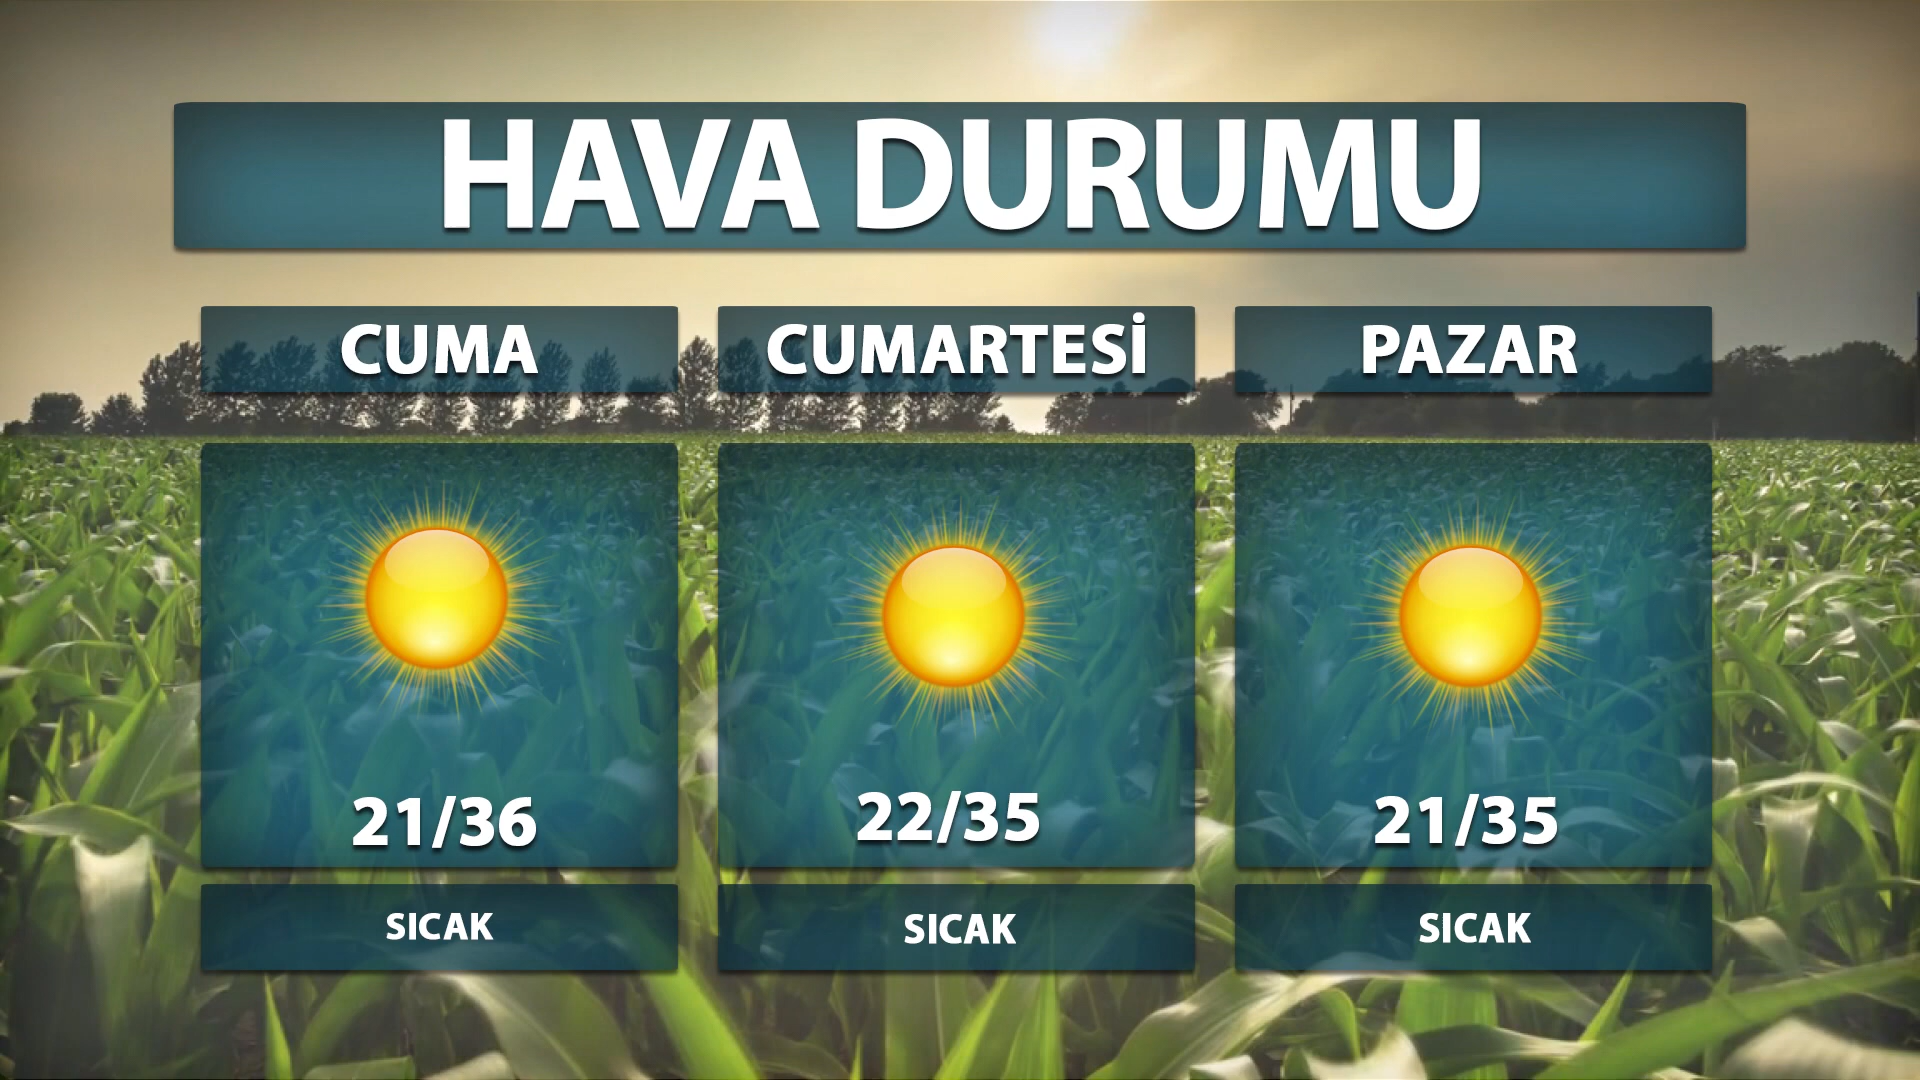 HAVA DURUMU
CUMA
CUMARTESİ
PAZAR
21/36
22/35
21/35
SICAK
SICAK
SICAK